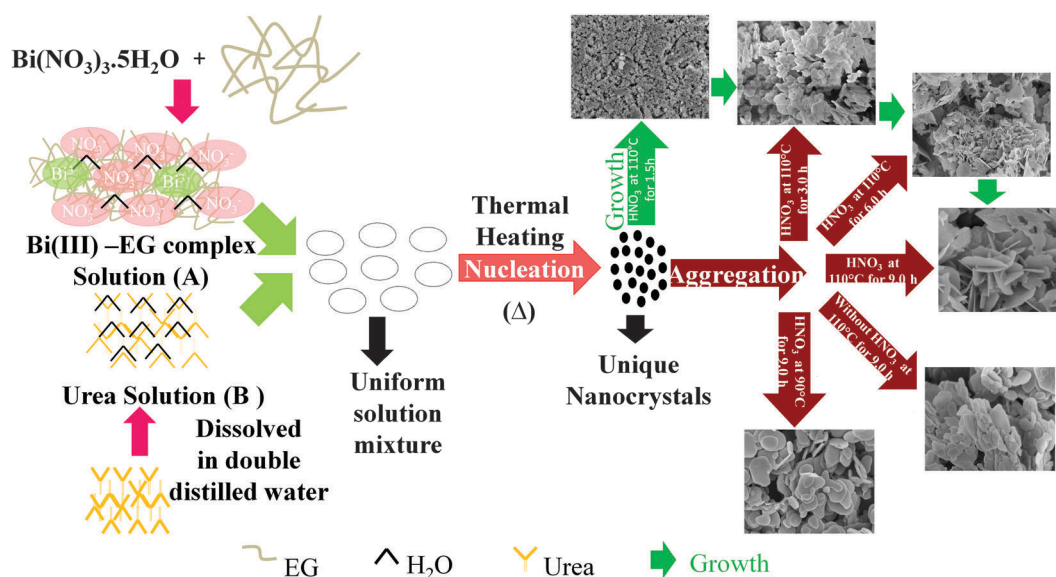 Bi(NO₃)₃.5H₂O +
NO₃⁻
NO₃⁻
Bi³⁺
NO₃⁻
Bi³⁺
NO₃⁻
NO₃⁻
NO₃⁻
Bi(III) –EG complex
Solution (A)
Urea Solution (B )
Dissolved
in double
distilled water
Uniform
solution
mixture
Thermal
Heating
Nucleation
(Δ)
Growth
HNO₃ at 110°C
for 1.5h
Unique
Nanocrystals
Aggregation
HNO₃ at 110°C
for 3.0 h
HNO₃ at 110°C
for 6.0 h
HNO₃ at
110°C for 9.0 h
Without HNO₃ at
110°C for 9.0 h
HNO₃ at 90°C
for 9.0 h
EG
H₂O
Urea
Growth